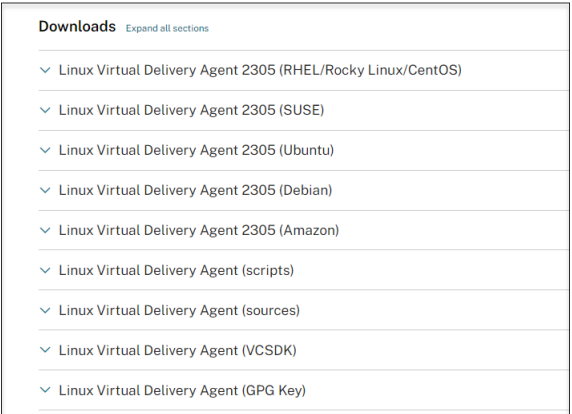 Downloads Expand all sections
Linux Virtual Delivery Agent 2305 (RHEL/Rocky Linux/CentOS)
Linux Virtual Delivery Agent 2305 (SUSE)
Linux Virtual Delivery Agent 2305 (Ubuntu)
Linux Virtual Delivery Agent 2305 (Debian)
Linux Virtual Delivery Agent 2305 (Amazon)
Linux Virtual Delivery Agent (scripts)
Linux Virtual Delivery Agent (sources)
Linux Virtual Delivery Agent (VCSDK)
Linux Virtual Delivery Agent (GPG Key)